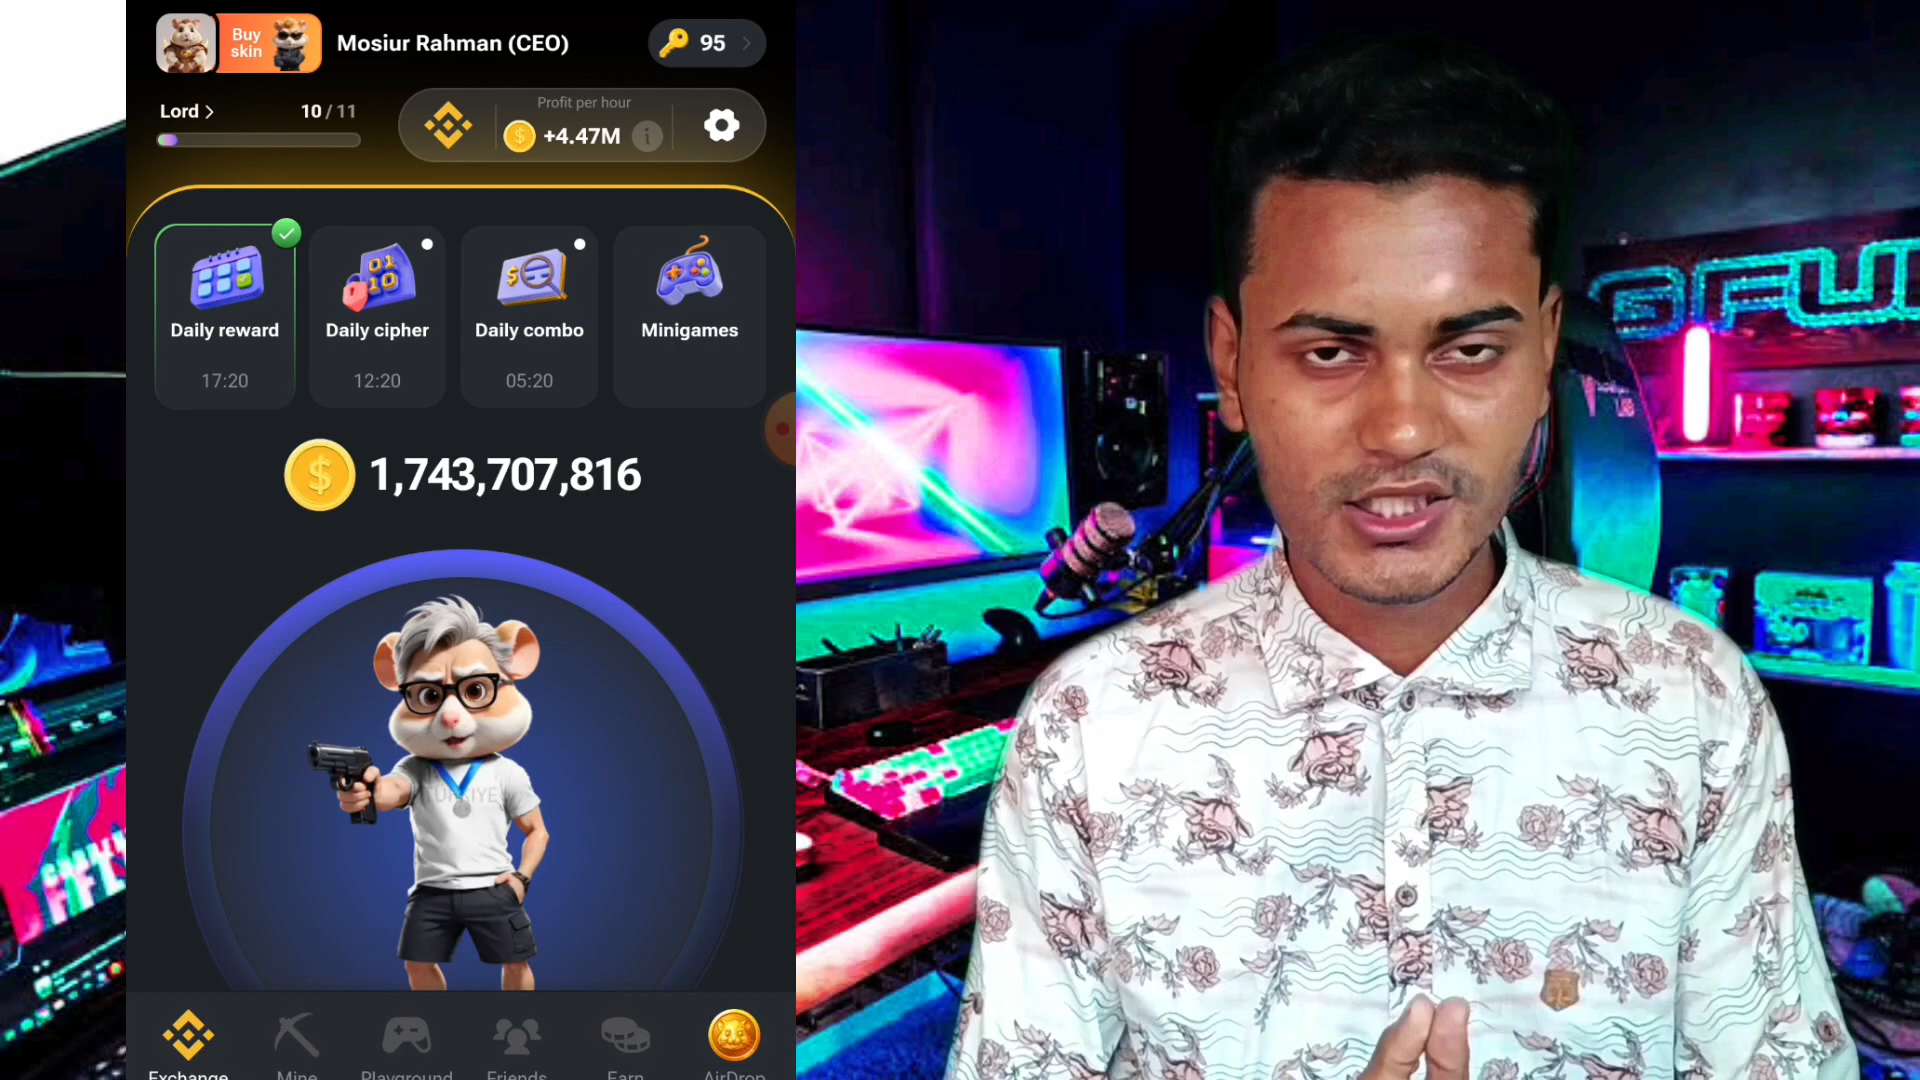 Buy
skin
Mosiur Rahman (CEO)
95
Lord >
10 / 11
Profit per hour
+4.47M
Daily reward
17:20
Daily cipher
12:20
Daily combo
05:20
Minigames
1,743,707,816
Exchange
Mine
Playground
Friends
Earn
AirDrop